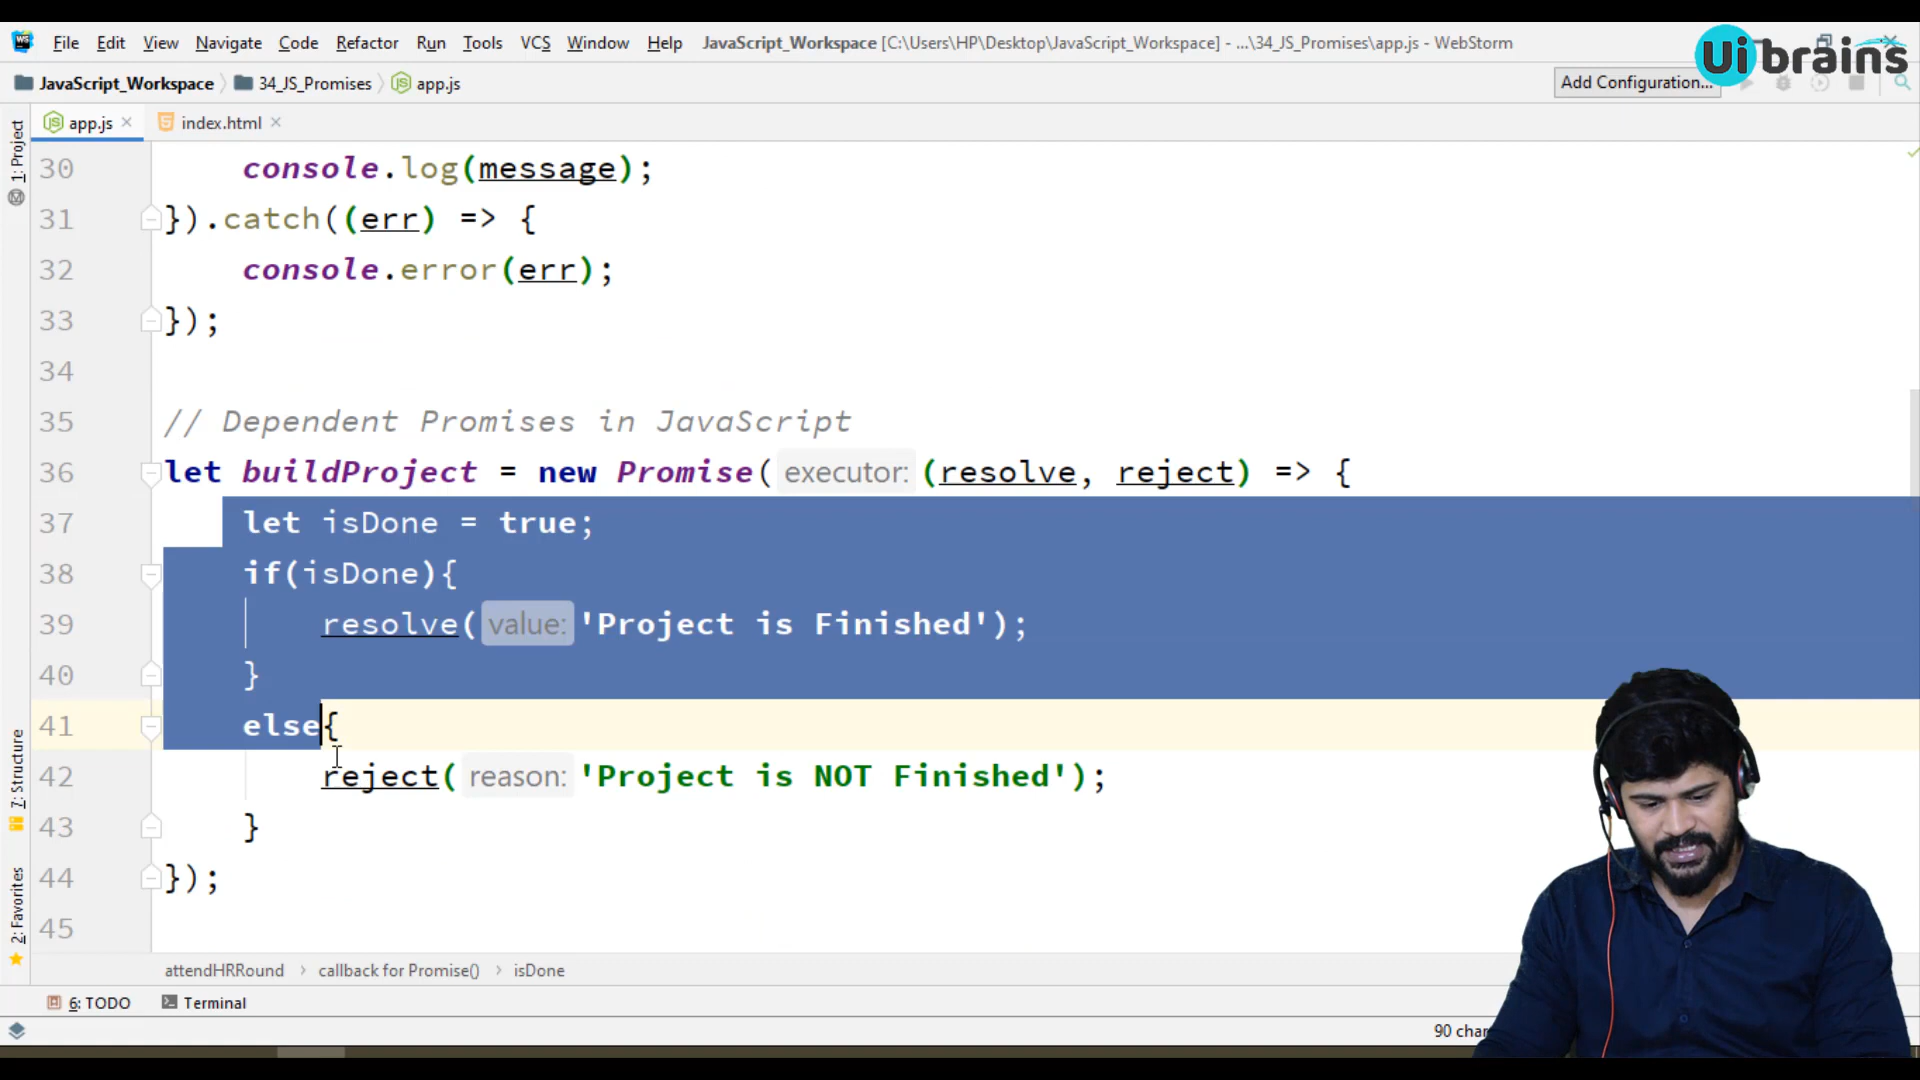 File Edit View Navigate Code Refactor Run Tools VCS Window Help JavaScript_Workspace [C:\Users\HP\Desktop\JavaScript_Workspace] - ...\34_JS_Promises\app.js - WebStorm
Ui brains
JavaScript_Workspace 34_JS_Promises app.js Add Configuration...
app.js index.html
1: Project
30 console.log(message);
31 }).catch((err) => {
32 console.error(err);
33 });
34
35 // Dependent Promises in JavaScript
36 let buildProject = new Promise( executor: (resolve, reject) => {
37 let isDone = true;
38 if(isDone){
39 resolve( value: 'Project is Finished');
40 }
41 else{
42 reject( reason: 'Project is NOT Finished');
43 }
44 });
45
7: Structure
2: Favorites
attendHRRound callback for Promise() isDone
6: TODO Terminal
90